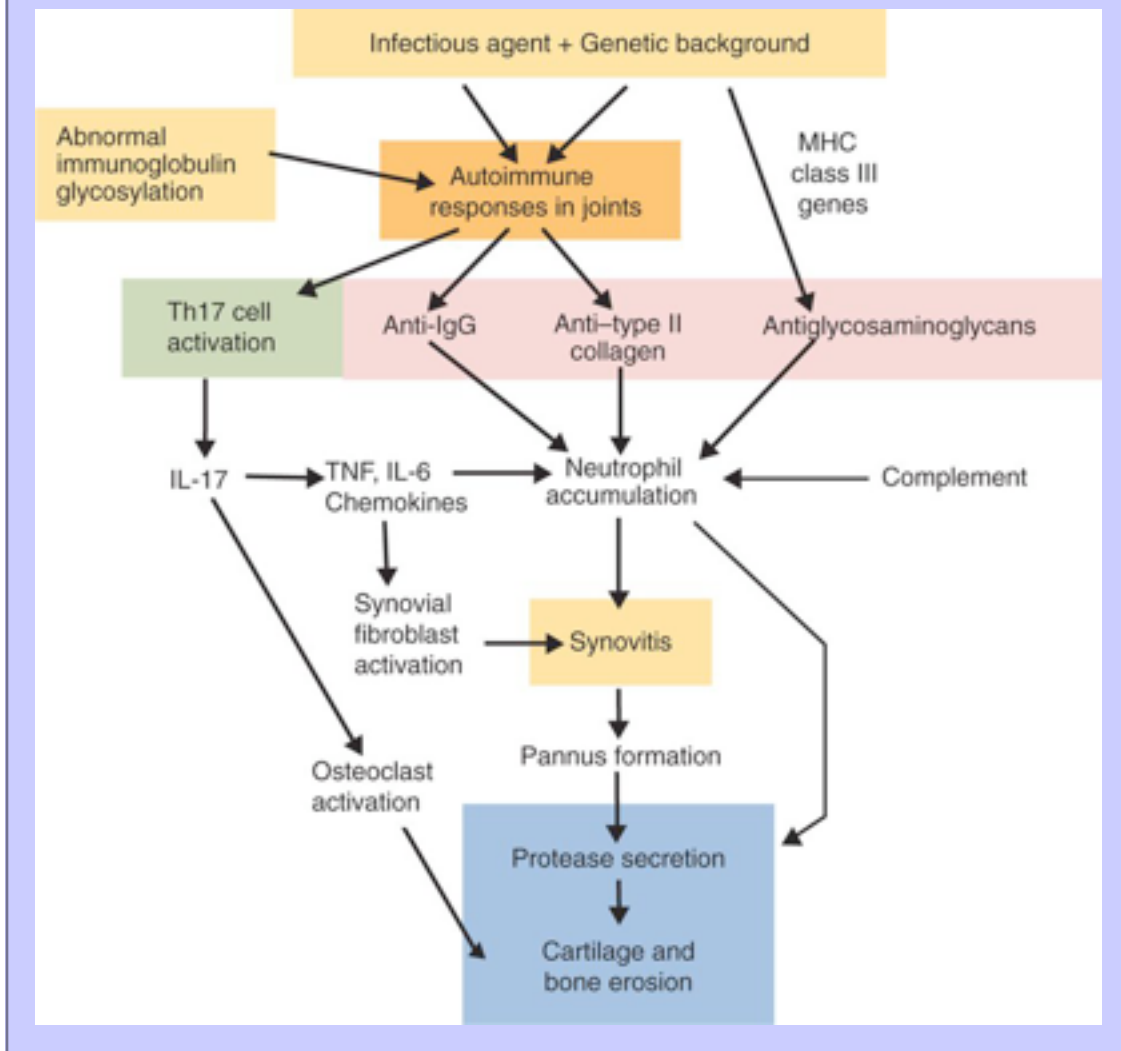 Infectious agent + Genetic background
Abnormal
immunoglobulin
glycosylation
MHC
class III
genes
Autoimmune
responses in joints
Th17 cell
activation
Anti-IgG
Anti–type II
collagen
Antiglycosaminoglycans
IL-17
TNF, IL-6
Chemokines
Neutrophil
accumulation
Complement
Synovial
fibroblast
activation
Synovitis
Pannus formation
Osteoclast
activation
Protease secretion
Cartilage and
bone erosion